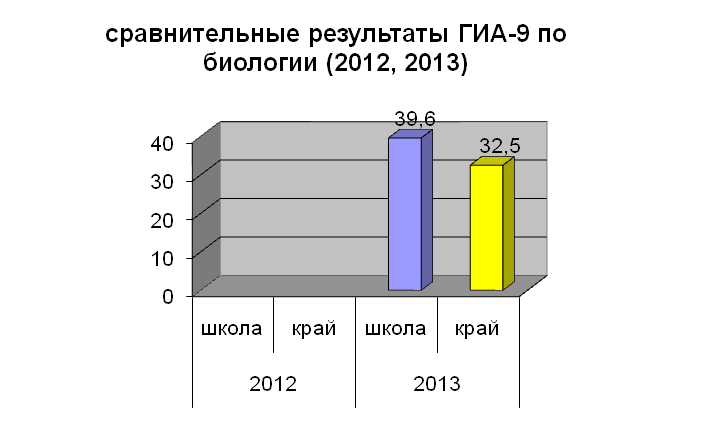 сравнительные результаты ГИА-9 по
биологии (2012, 2013)
39,6
32,5
40
30
20
10
0
школа край школа край
2012 2013